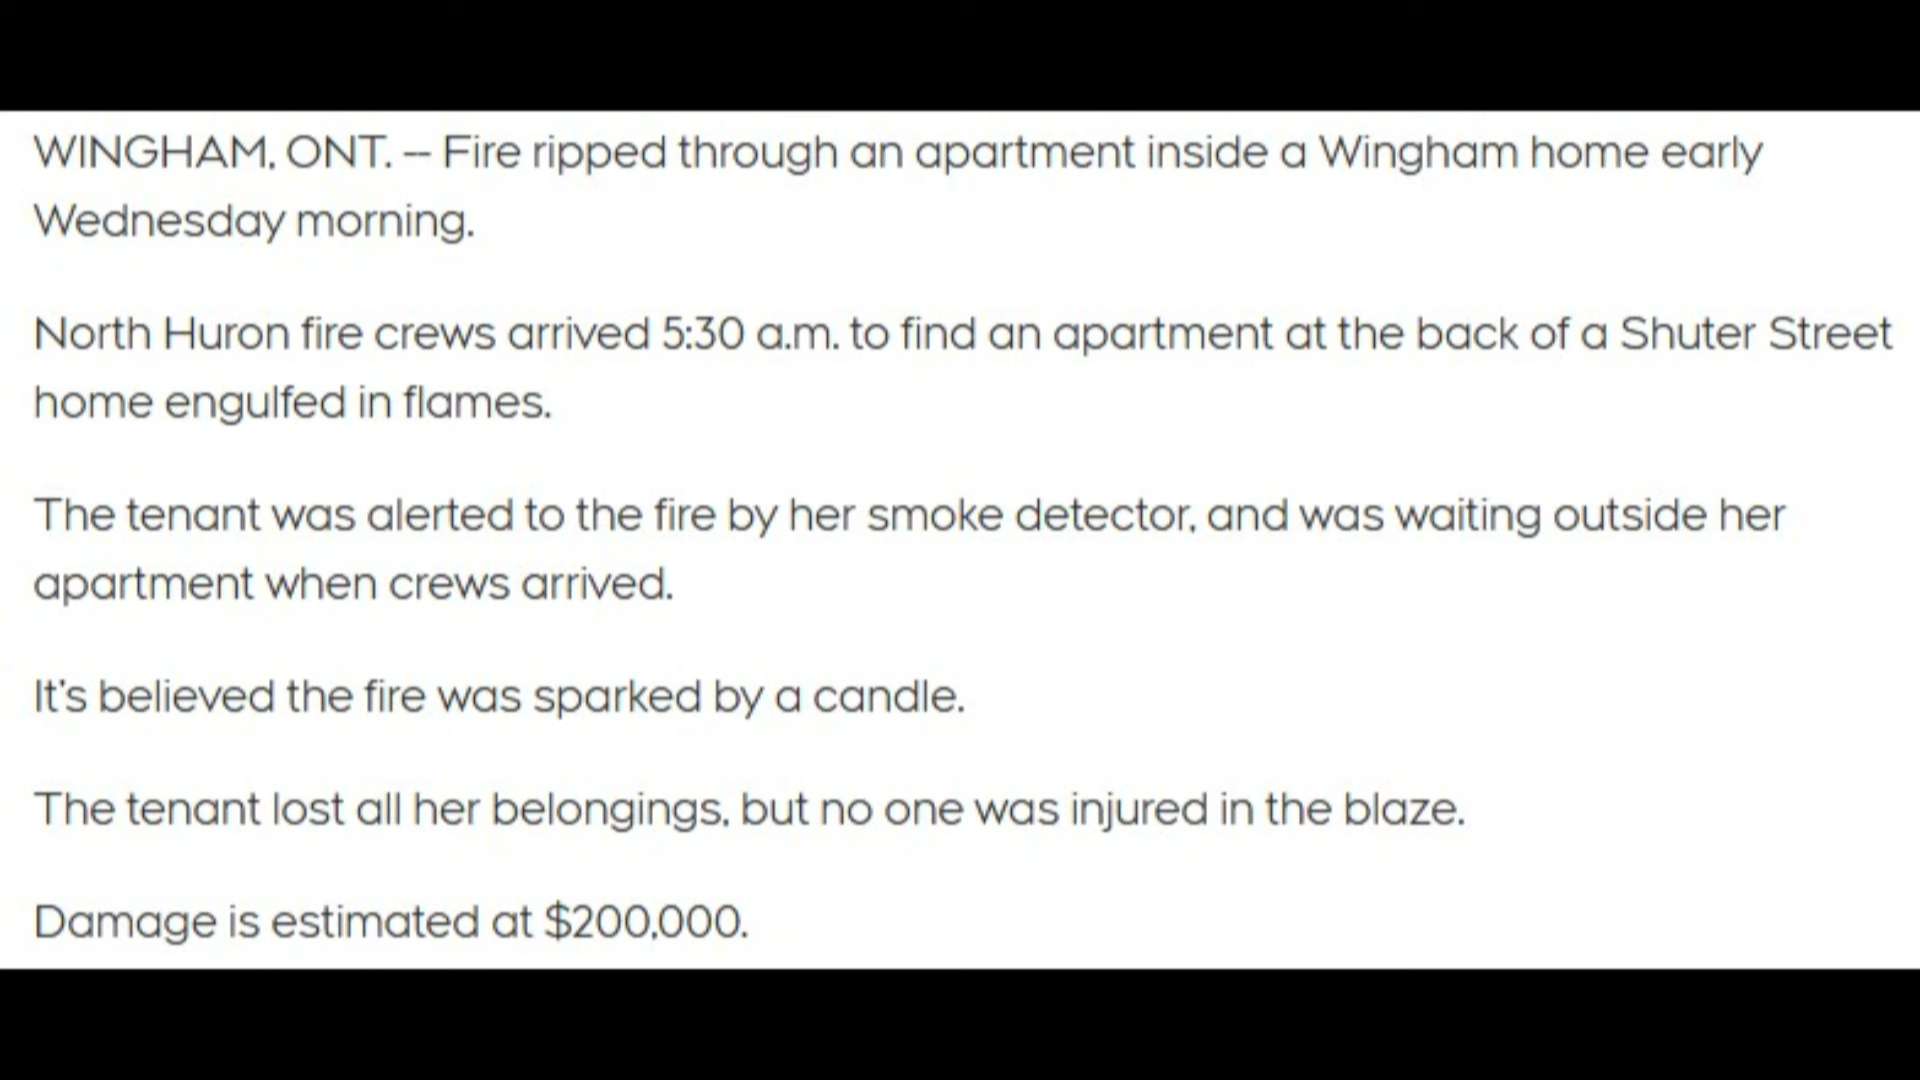 WINGHAM, ONT. -- Fire ripped through an apartment inside a Wingham home early
Wednesday morning.
North Huron fire crews arrived 5:30 a.m. to find an apartment at the back of a Shuter Street
home engulfed in flames.
The tenant was alerted to the fire by her smoke detector, and was waiting outside her
apartment when crews arrived.
It's believed the fire was sparked by a candle.
The tenant lost all her belongings, but no one was injured in the blaze.
Damage is estimated at $200,000.